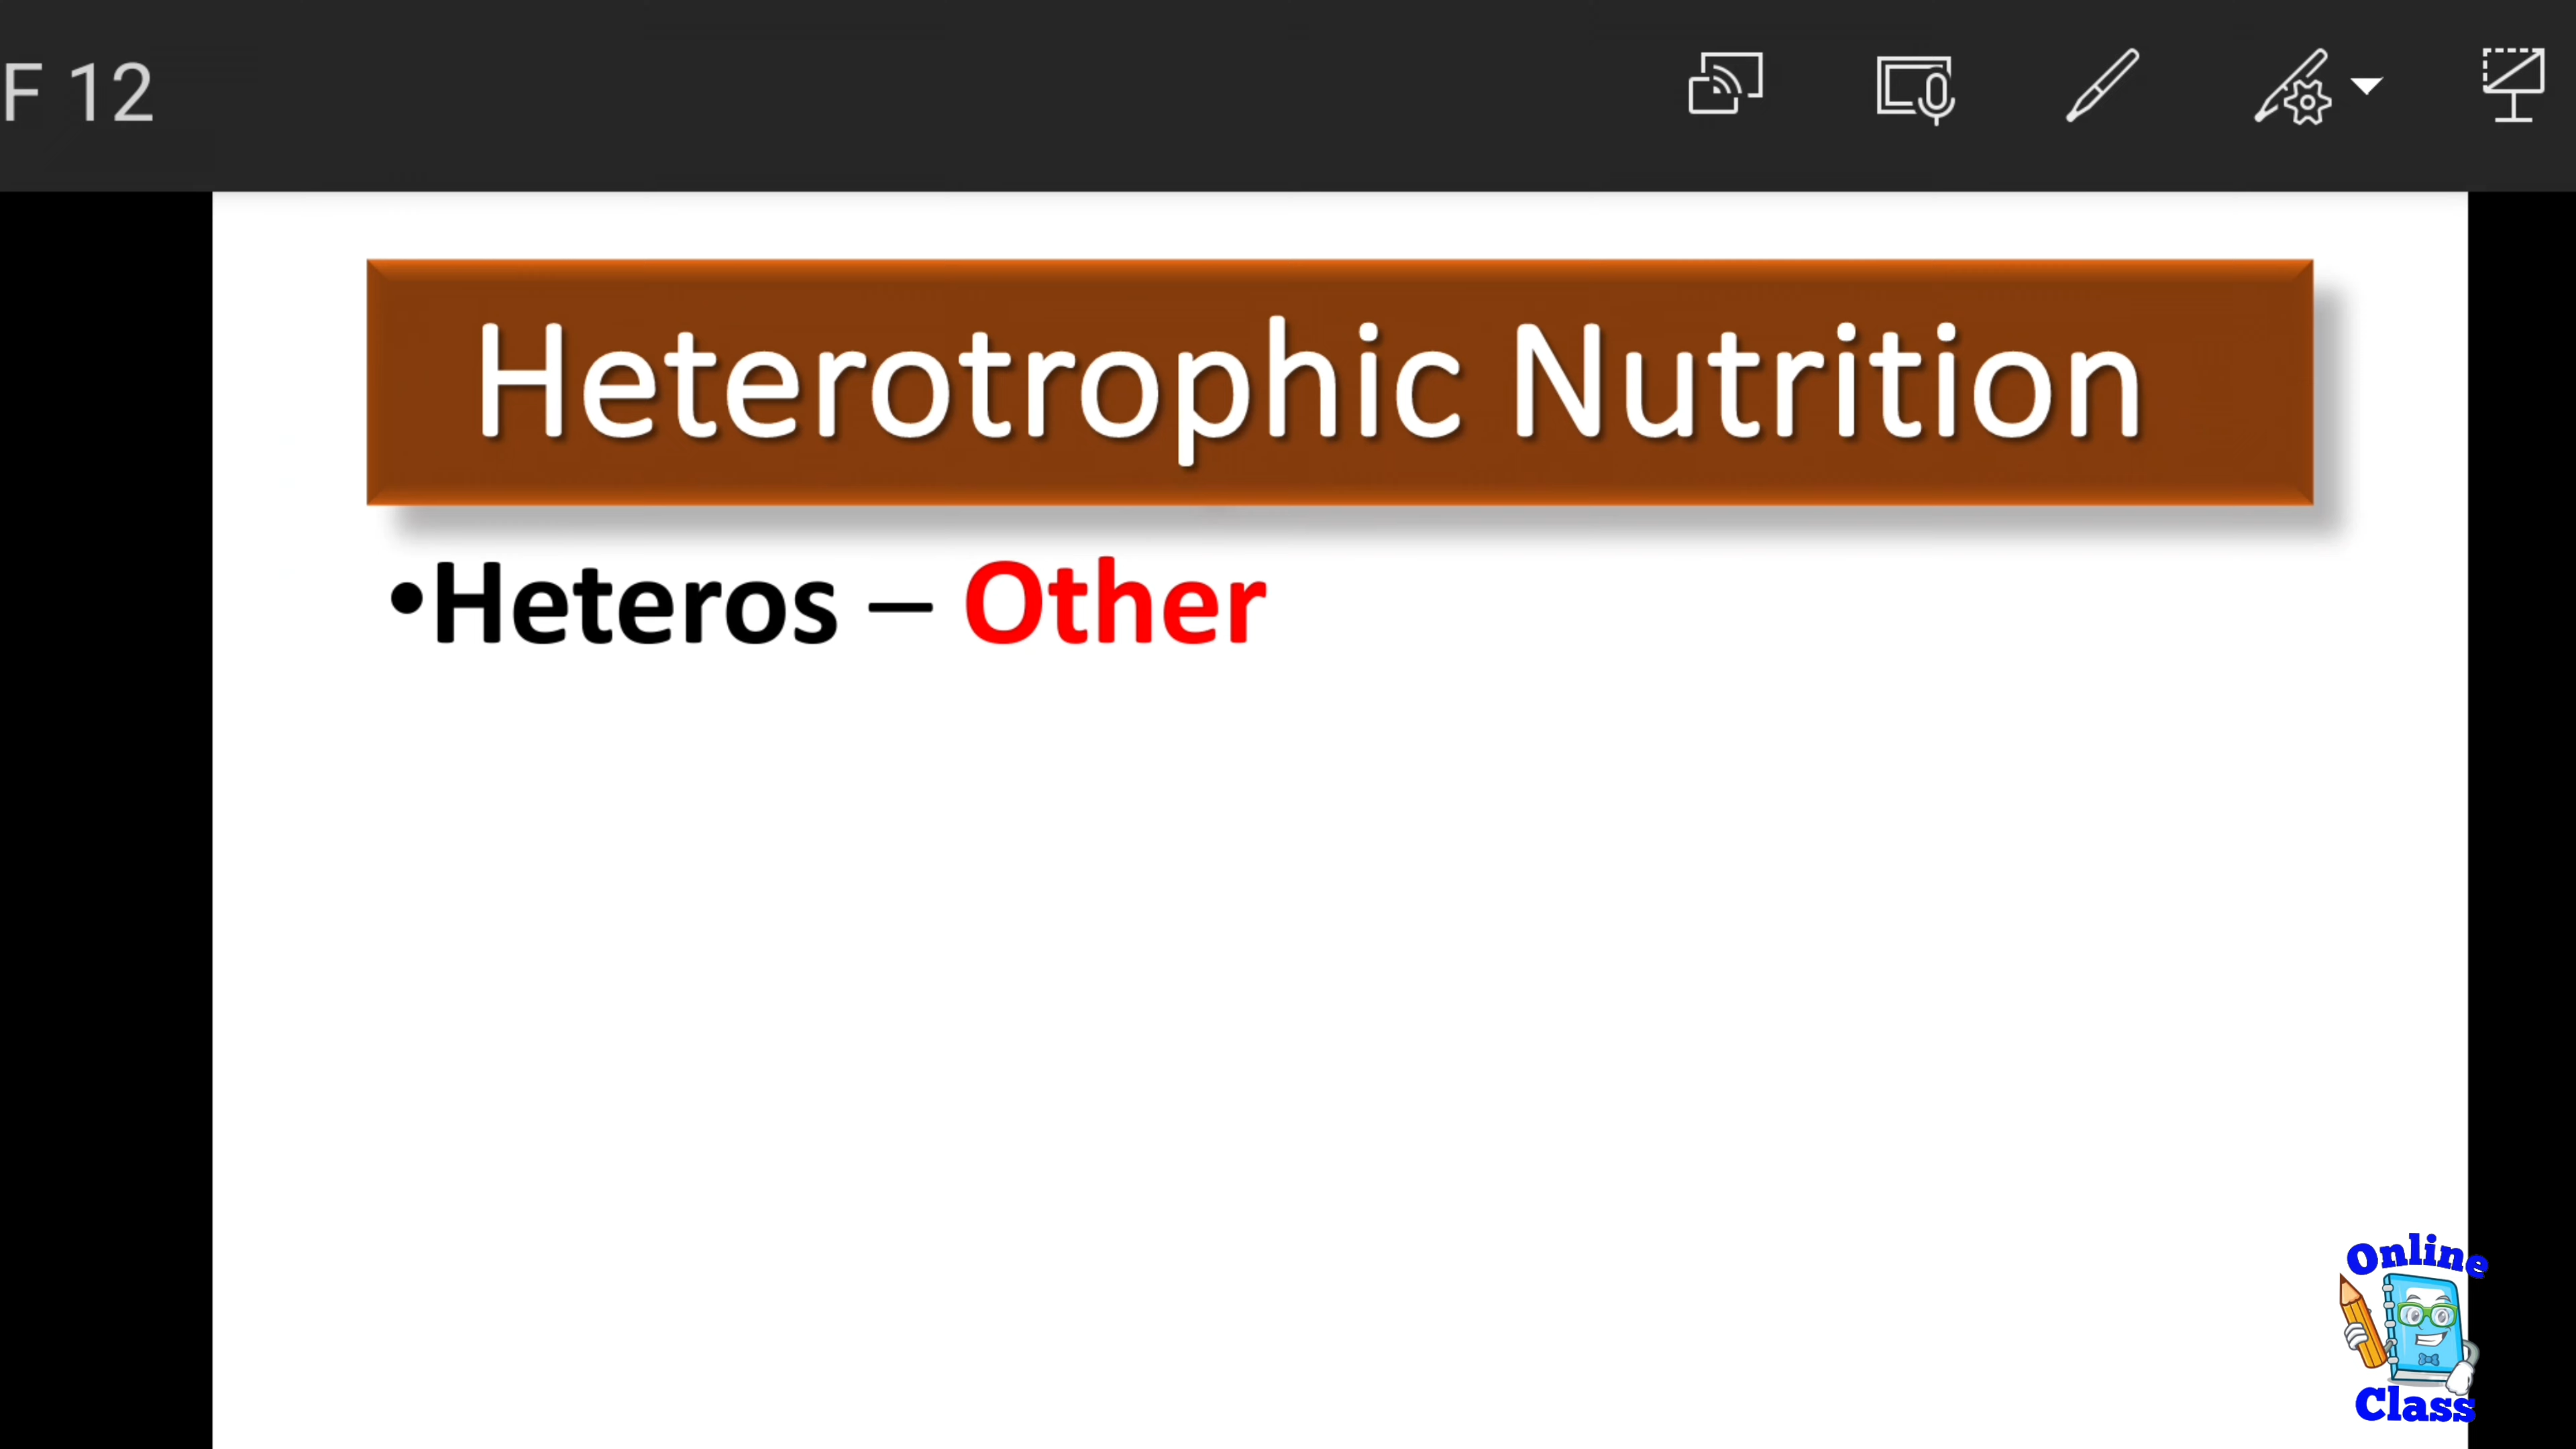 F 12
Heterotrophic Nutrition
•Heteros – Other
Online
Class